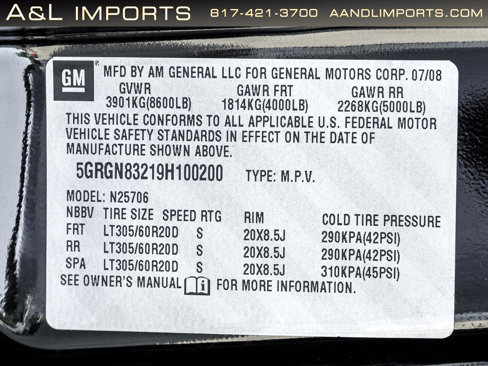 A&L IMPORTS 817-421-3700 AANDLIMPORTS.COM
GM MFD BY AM GENERAL LLC FOR GENERAL MOTORS CORP. 07/08
GVWR GAWR FRT GAWR RR
3901KG(8600LB) 1814KG(4000LB) 2268KG(5000LB)
THIS VEHICLE CONFORMS TO ALL APPLICABLE U.S. FEDERAL MOTOR
VEHICLE SAFETY STANDARDS IN EFFECT ON THE DATE OF
MANUFACTURE SHOWN ABOVE.
5GRGN83219H100200 TYPE: M.P.V.
MODEL: N25706
NBBV TIRE SIZE SPEED RTG RIM COLD TIRE PRESSURE
FRT LT305/60R20D S 20X8.5J 290KPA(42PSI)
RR LT305/60R20D S 20X8.5J 290KPA(42PSI)
SPA LT305/60R20D S 20X8.5J 310KPA(45PSI)
SEE OWNER'S MANUAL FOR MORE INFORMATION.